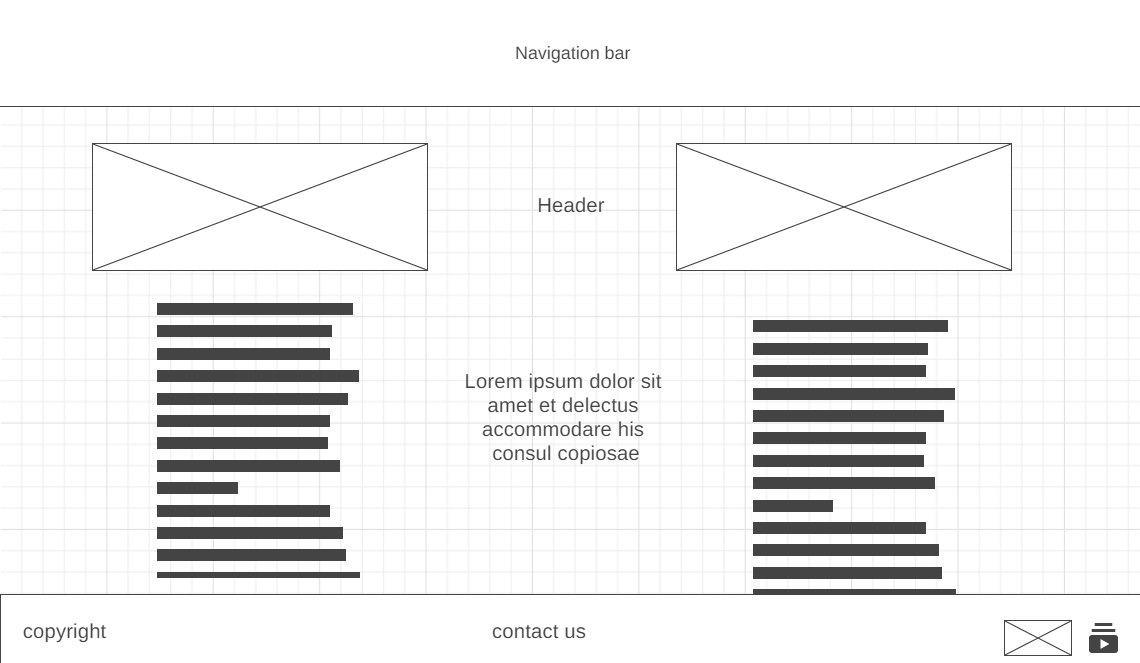 Navigation bar
Header
Lorem ipsum dolor sit
amet et delectus
accommodare his
consul copiosae
copyright
contact us